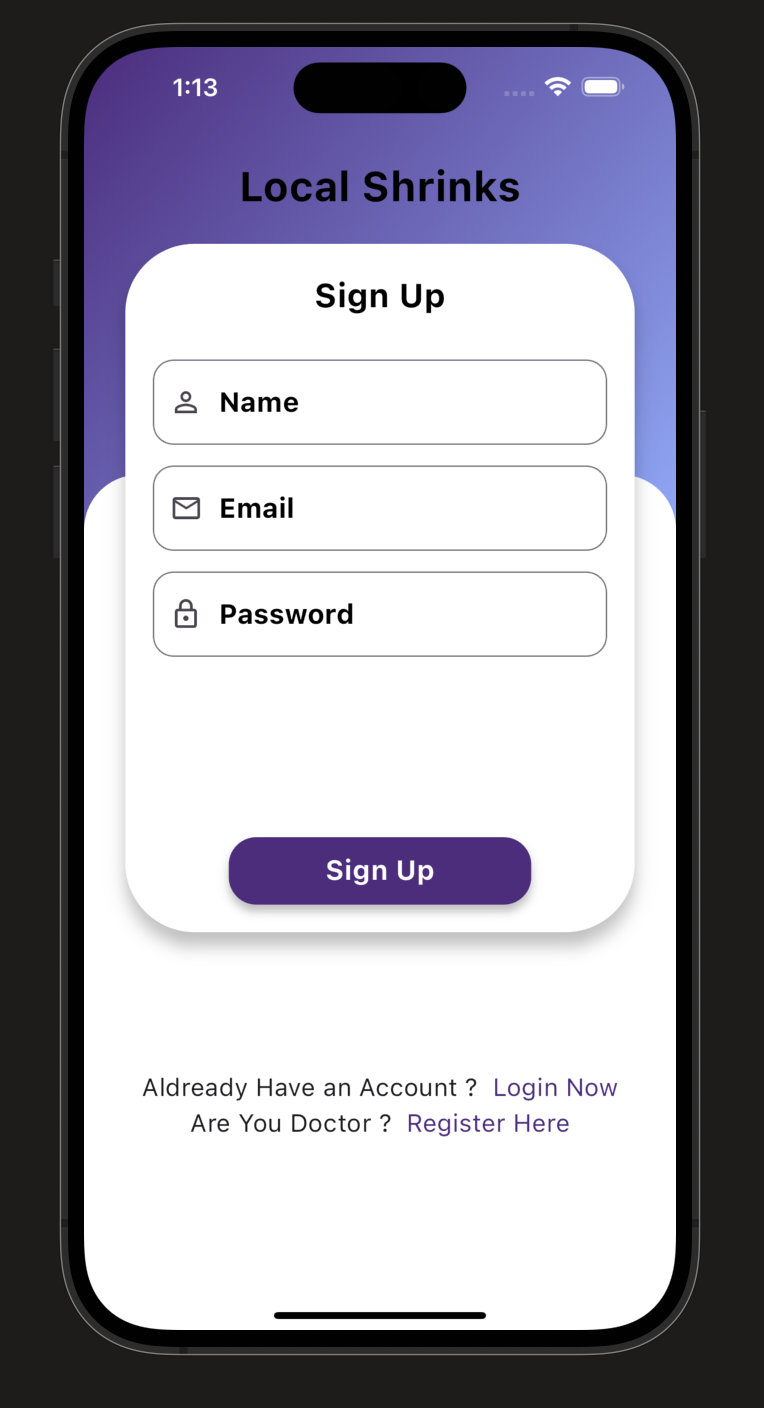 1:13
Local Shrinks
Sign Up
Name
Email
Password
Sign Up
Aldready Have an Account ? Login Now
Are You Doctor ? Register Here